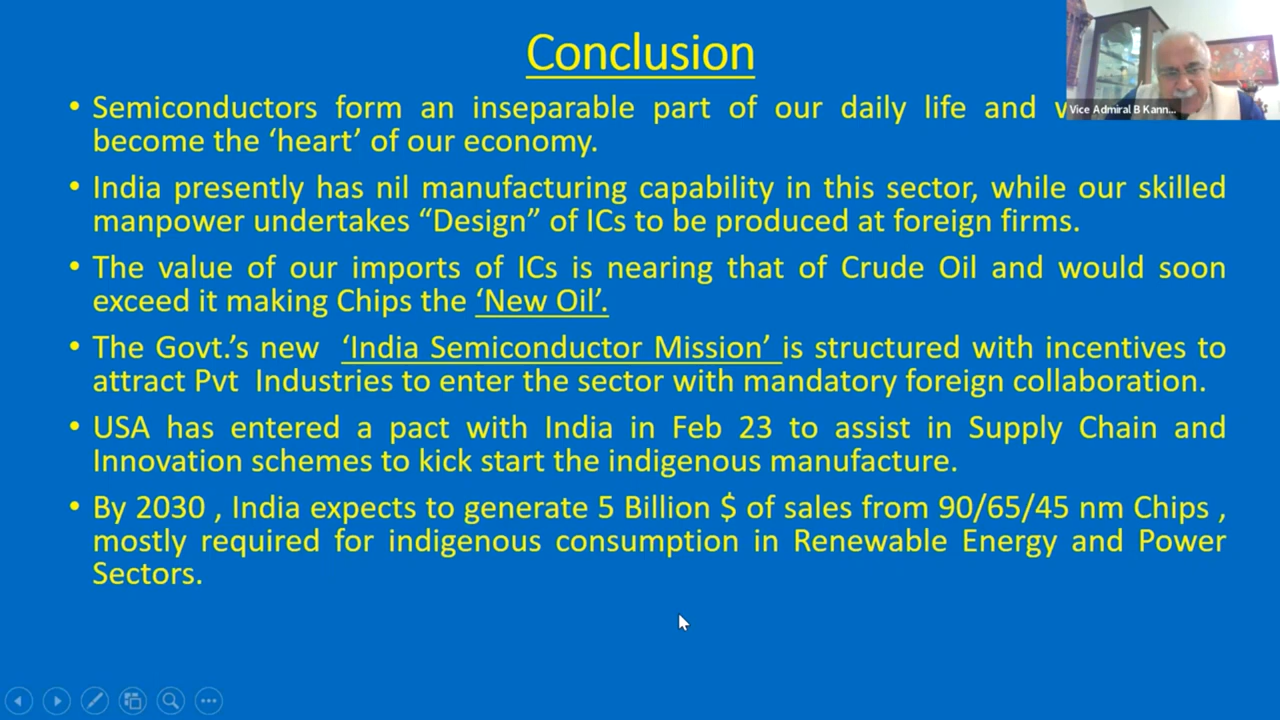 Conclusion
• Semiconductors form an inseparable part of our daily life and
become the ‘heart’ of our economy.
• India presently has nil manufacturing capability in this sector, while our skilled
manpower undertakes “Design” of ICs to be produced at foreign firms.
• The value of our imports of ICs is nearing that of Crude Oil and would soon
exceed it making Chips the ‘New Oil’.
• The Govt.’s new ‘India Semiconductor Mission’ is structured with incentives to
attract Pvt Industries to enter the sector with mandatory foreign collaboration.
• USA has entered a pact with India in Feb 23 to assist in Supply Chain and
Innovation schemes to kick start the indigenous manufacture.
• By 2030 , India expects to generate 5 Billion $ of sales from 90/65/45 nm Chips ,
mostly required for indigenous consumption in Renewable Energy and Power
Sectors.
Vice Admiral B Kann...